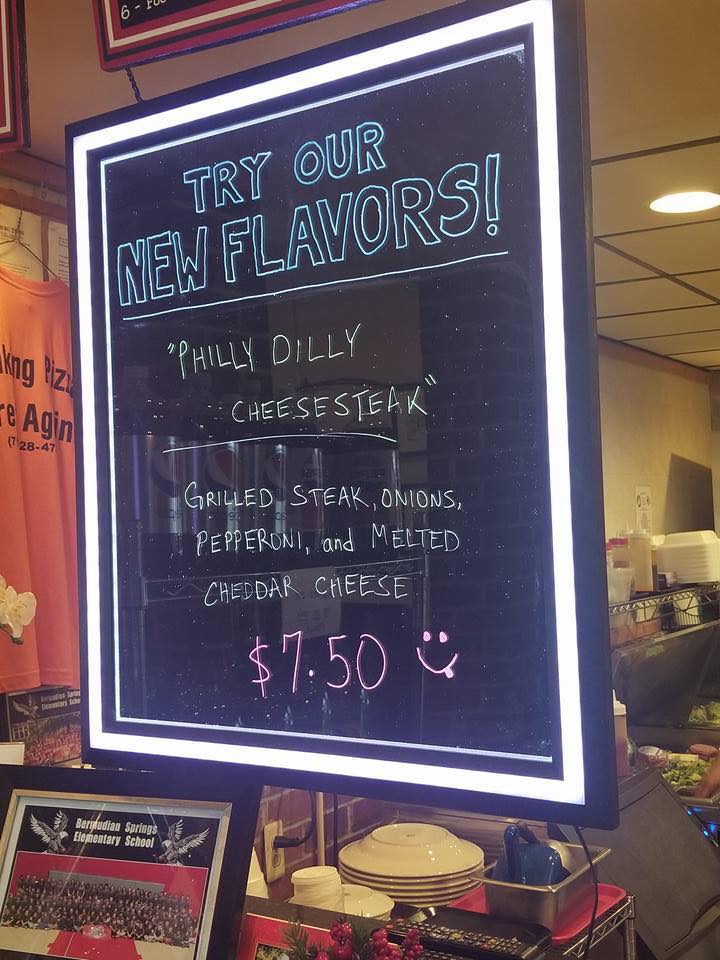 TRY OUR
NEW FLAVORS!
"PHILLY DILLY
CHEESESTEAK"
GRILLED STEAK, ONIONS,
PEPPERONI, and MELTED
CHEDDAR CHEESE
$7.50
Bermudian Springs
Elementary School